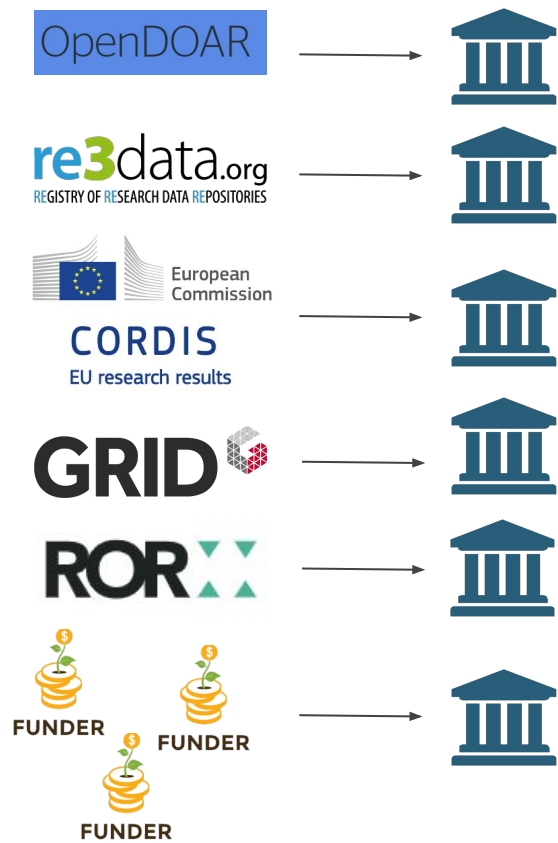 OpenDOAR
re3data.org
REGISTRY OF RESEARCH DATA REPOSITORIES
European
Commission
CORDIS
EU research results
GRID
ROR
$
$
FUNDER
FUNDER
$
FUNDER